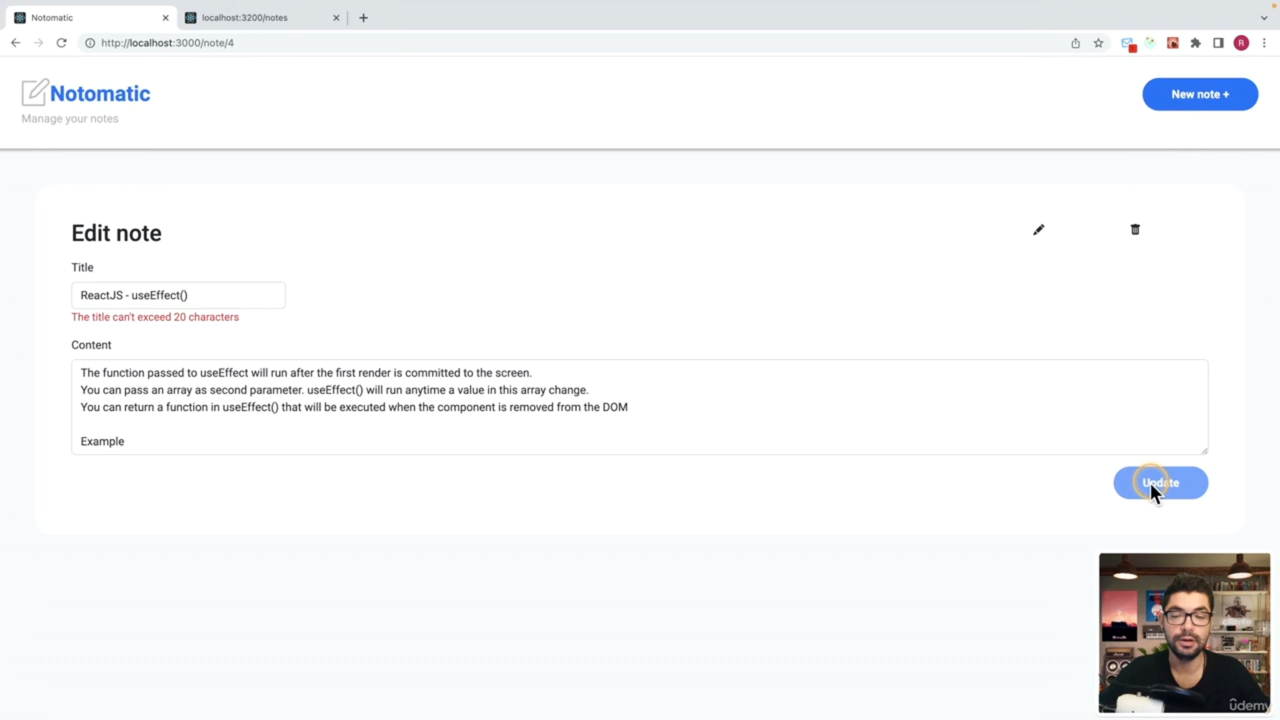 Notomatic
localhost:3200/notes
http://localhost:3000/note/4
R
Notomatic
Manage your notes
New note +
Edit note
Title
ReactJS - useEffect()
The title can't exceed 20 characters
Content
The function passed to useEffect will run after the first render is committed to the screen.
You can pass an array as second parameter. useEffect() will run anytime a value in this array change.
You can return a function in useEffect() that will be executed when the component is removed from the DOM
Example
Update
ûdemy